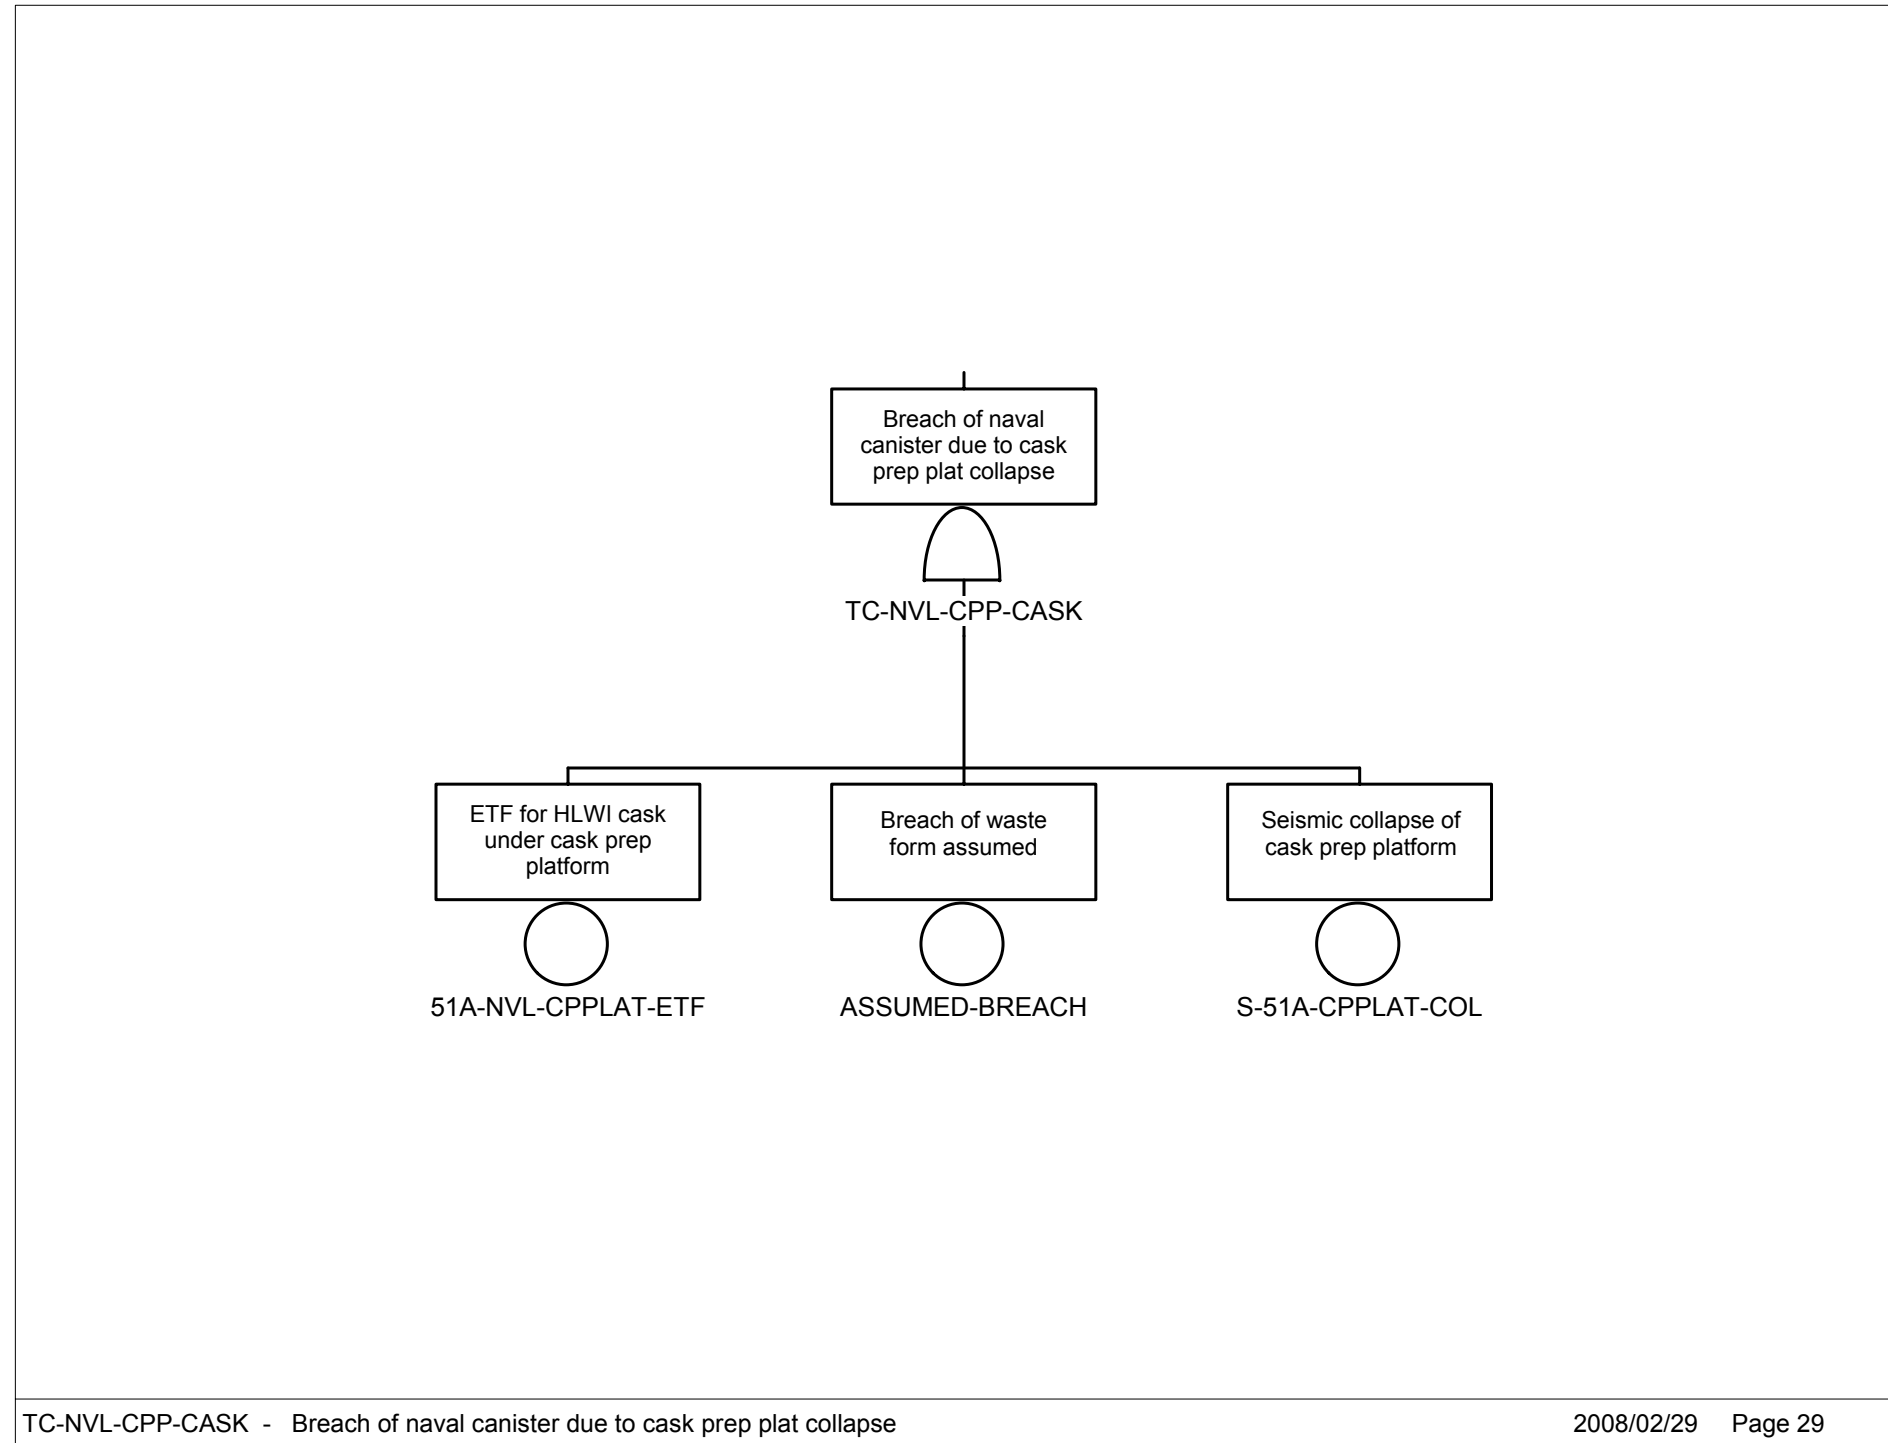 Breach of naval
canister due to cask
prep plat collapse
TC-NVL-CPP-CASK
ETF for HLWI cask
under cask prep
platform
51A-NVL-CPPLAT-ETF
Breach of waste
form assumed
ASSUMED-BREACH
Seismic collapse of
cask prep platform
S-51A-CPPLAT-COL
TC-NVL-CPP-CASK - Breach of naval canister due to cask prep plat collapse
2008/02/29 Page 29